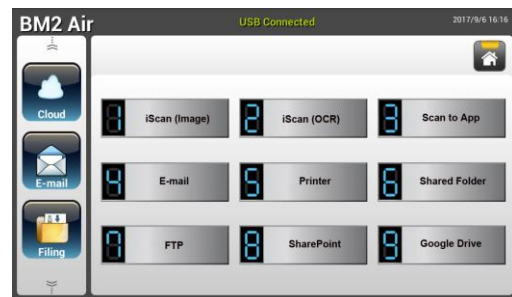 BM2 Air
USB Connected
2017/9/6 16:16
Cloud
E-mail
Filing
1 iScan (Image)
2 iScan (OCR)
3 Scan to App
4 E-mail
5 Printer
6 Shared Folder
7 FTP
8 SharePoint
9 Google Drive